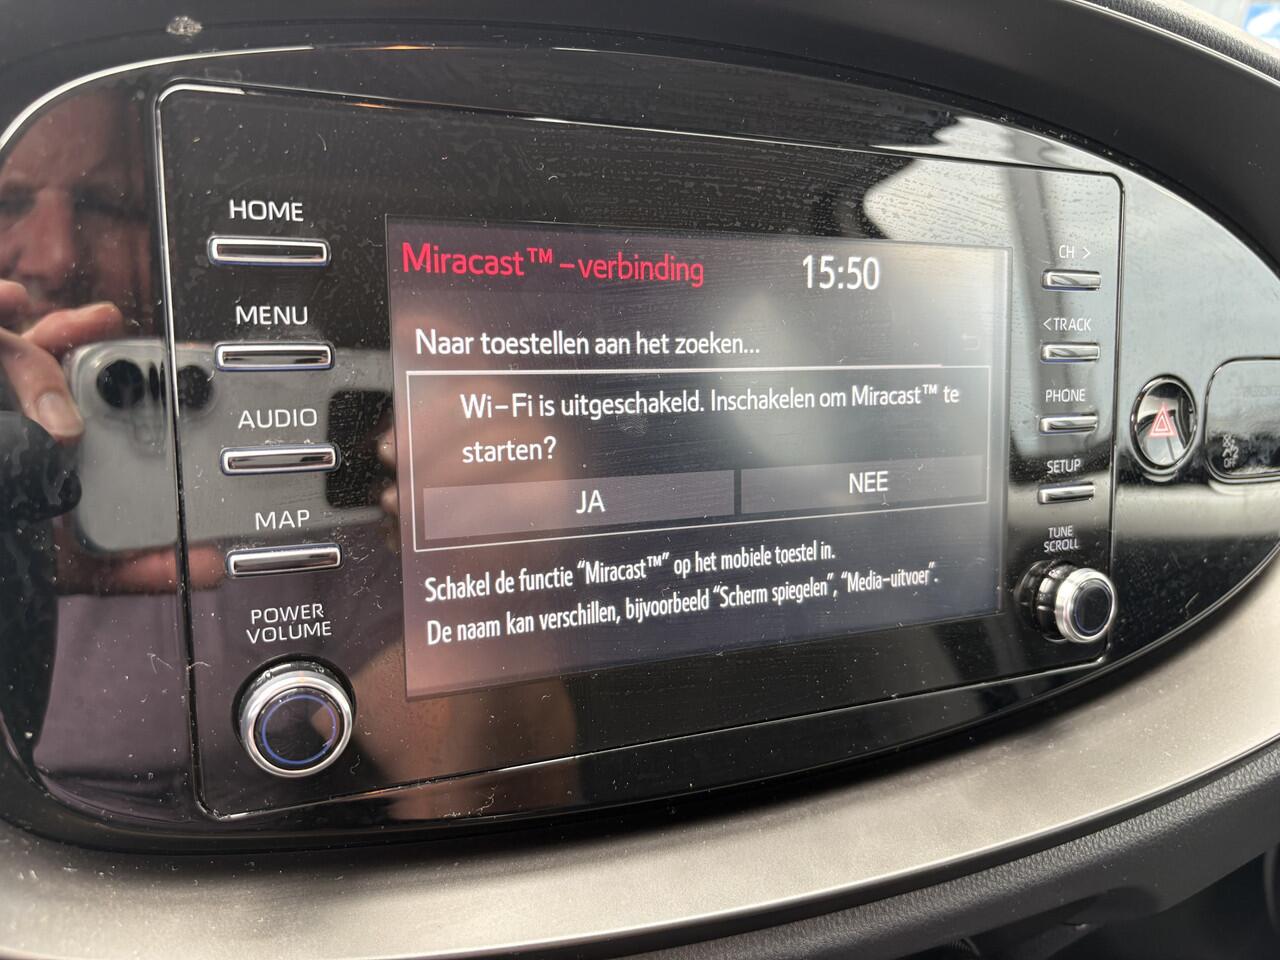 HOME
MENU
AUDIO
MAP
POWER
VOLUME
Miracast™ –verbinding
15:50
Naar toestellen aan het zoeken...
Wi–Fi is uitgeschakeld. Inschakelen om Miracast™ te
starten?
JA
NEE
Schakel de functie “Miracast™” op het mobiele toestel in.
De naam kan verschillen, bijvoorbeeld “Scherm spiegelen”, “Media–uitvoer”.
CH >
<TRACK
PHONE
SETUP
TUNE
SCROLL
OFF